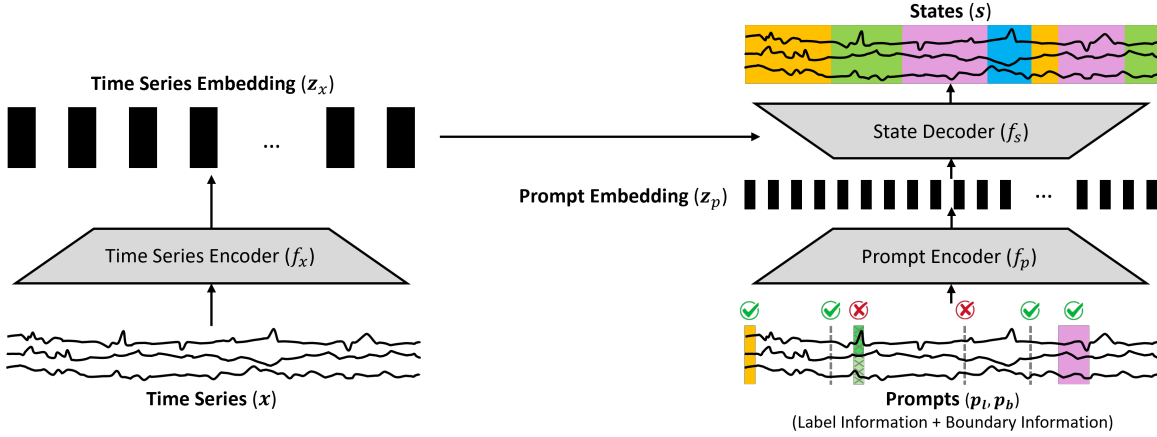 States (s)
Time Series Embedding (z_x)
...
State Decoder (f_s)
Prompt Embedding (z_p)
...
Time Series Encoder (f_x)
Prompt Encoder (f_p)
Time Series (x)
Prompts (p_l, p_b)
(Label Information + Boundary Information)